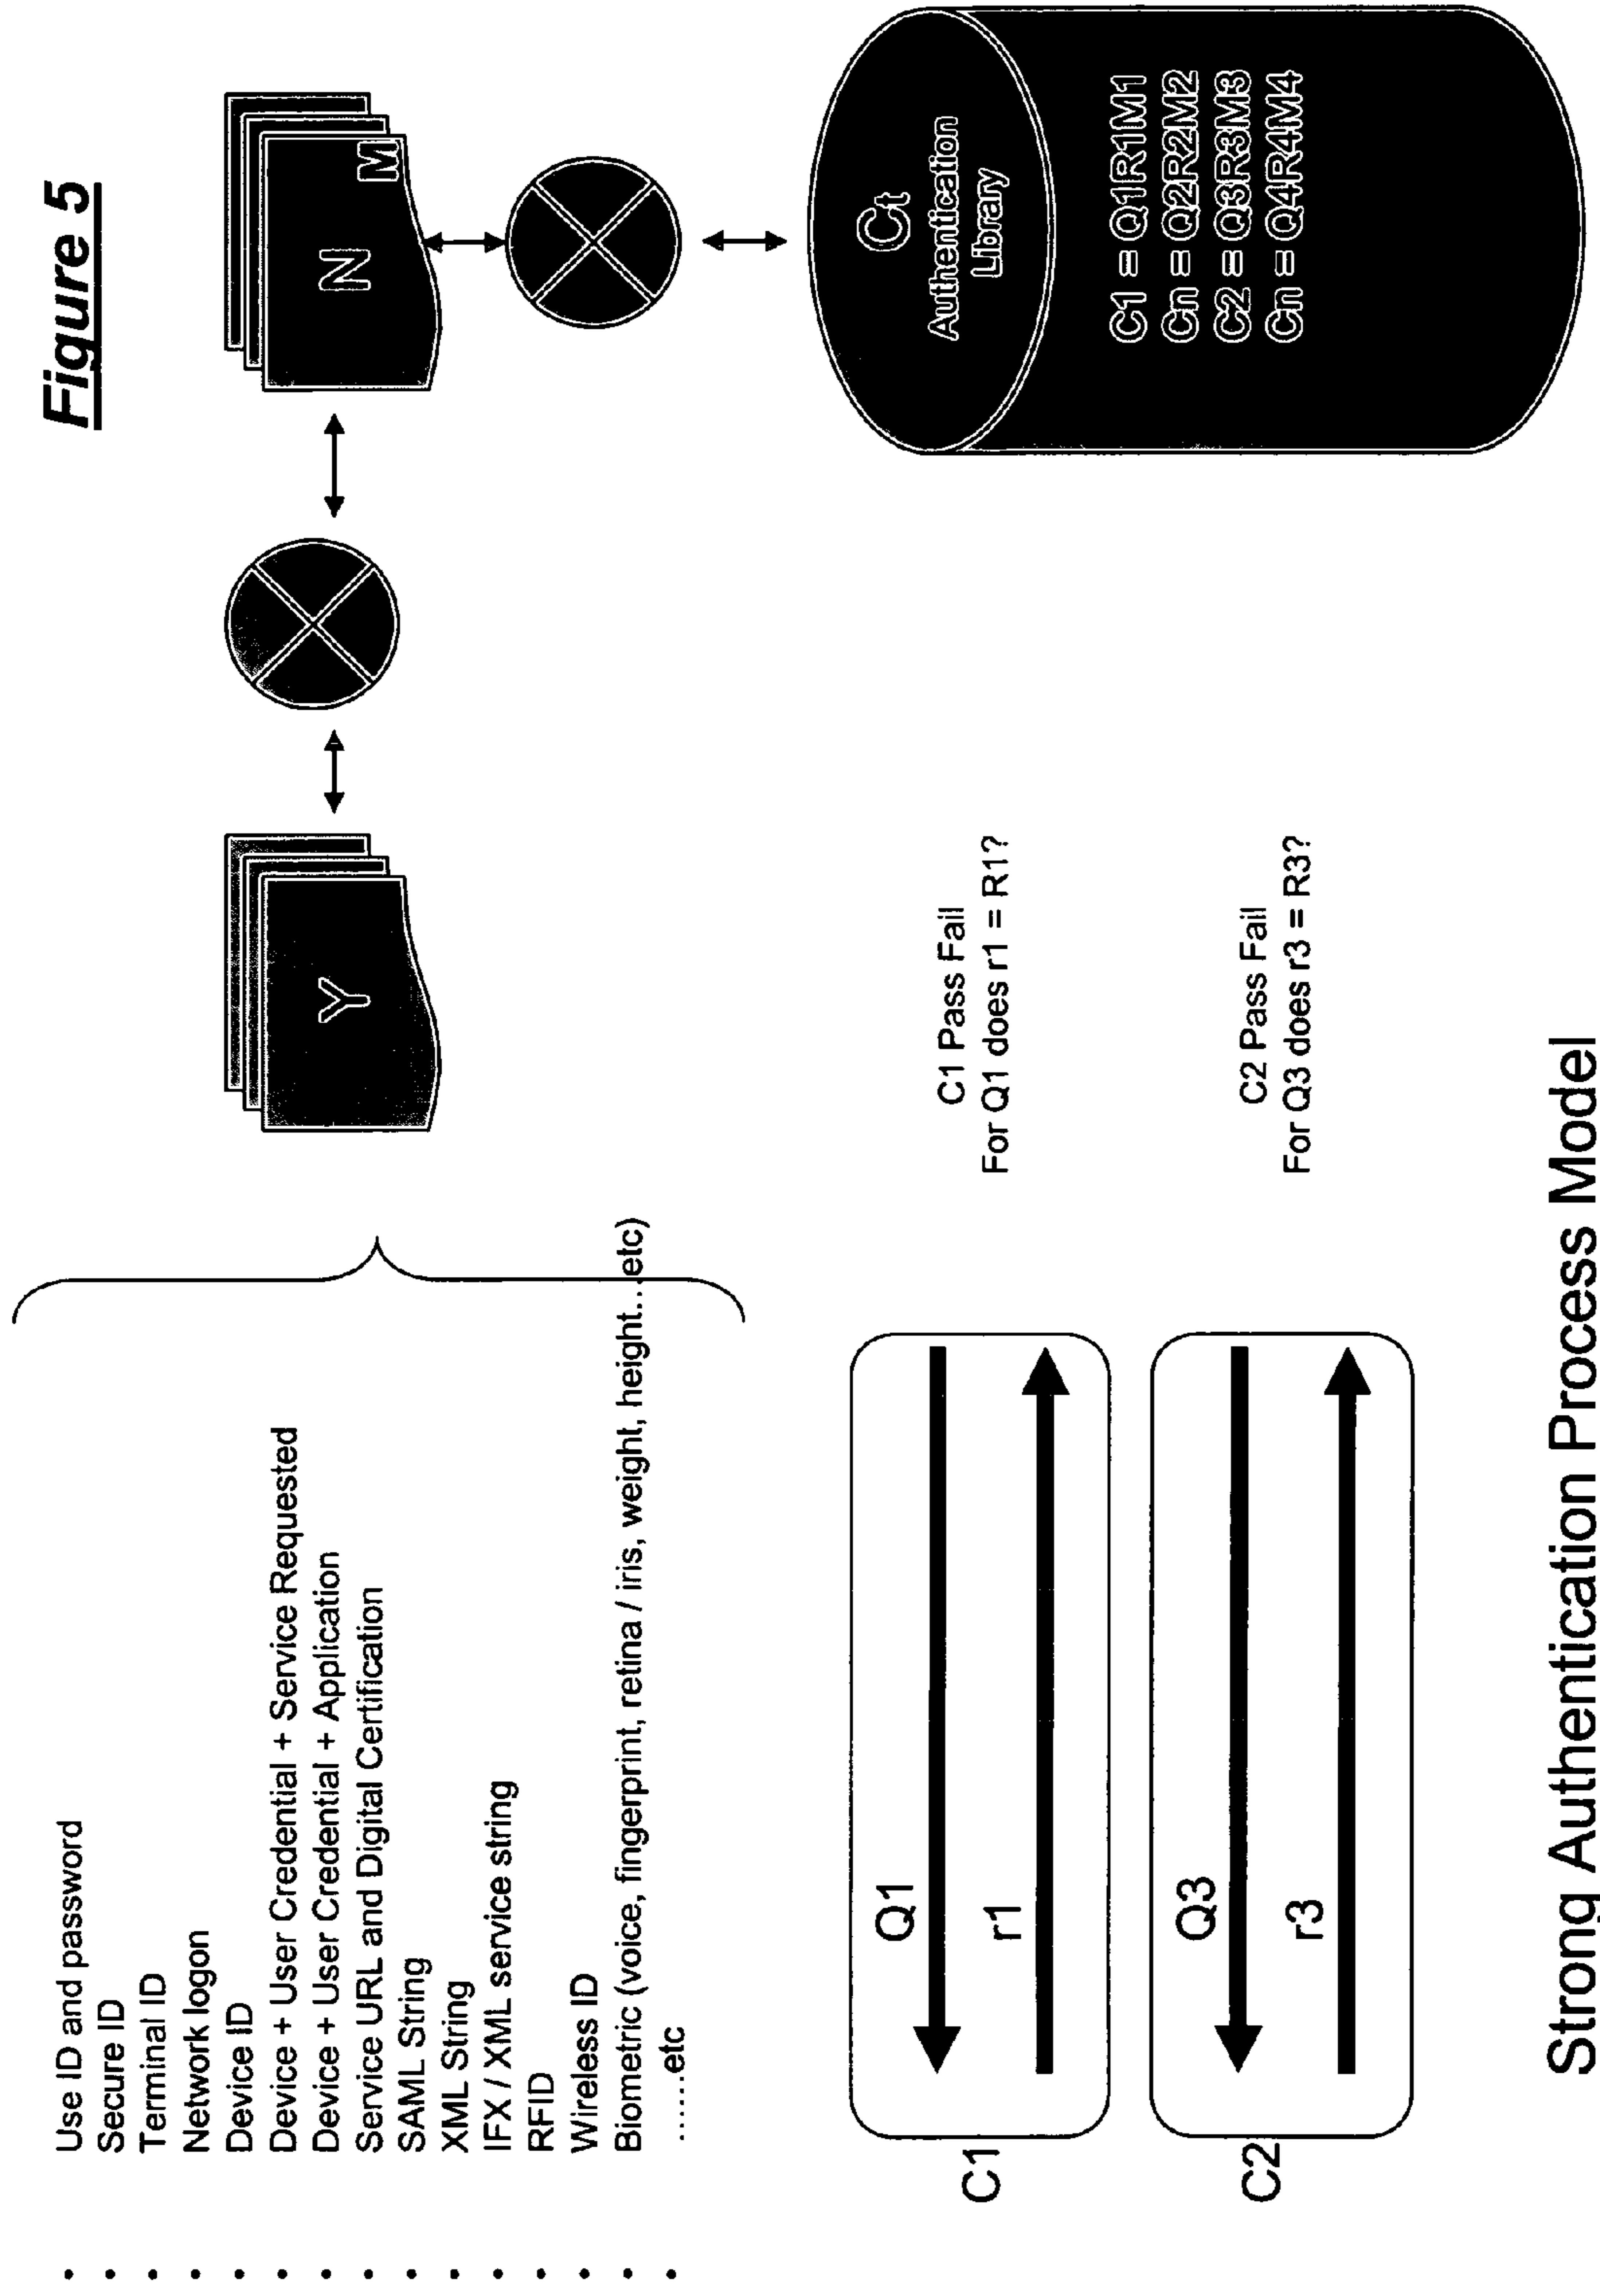 Figure 5
• Use ID and password
• Secure ID
• Terminal ID
• Network logon
• Device ID
• Device + User Credential + Service Requested
• Device + User Credential + Application
• Service URL and Digital Certification
• SAML String
• XML String
• IFX / XML service string
• RFID
• Wireless ID
• Biometric (voice, fingerprint, retina / iris, weight, height...etc)
• ......etc
Y
N
M
Ct
Authentication
Library
C1 = Q1R1M1
Cn = Q2R2M2
C2 = Q3R3M3
Cn = Q4R4M4
C1
Q1
r1
C1 Pass Fail
For Q1 does r1 = R1?
C2
Q3
r3
C2 Pass Fail
For Q3 does r3 = R3?
Strong Authentication Process Model